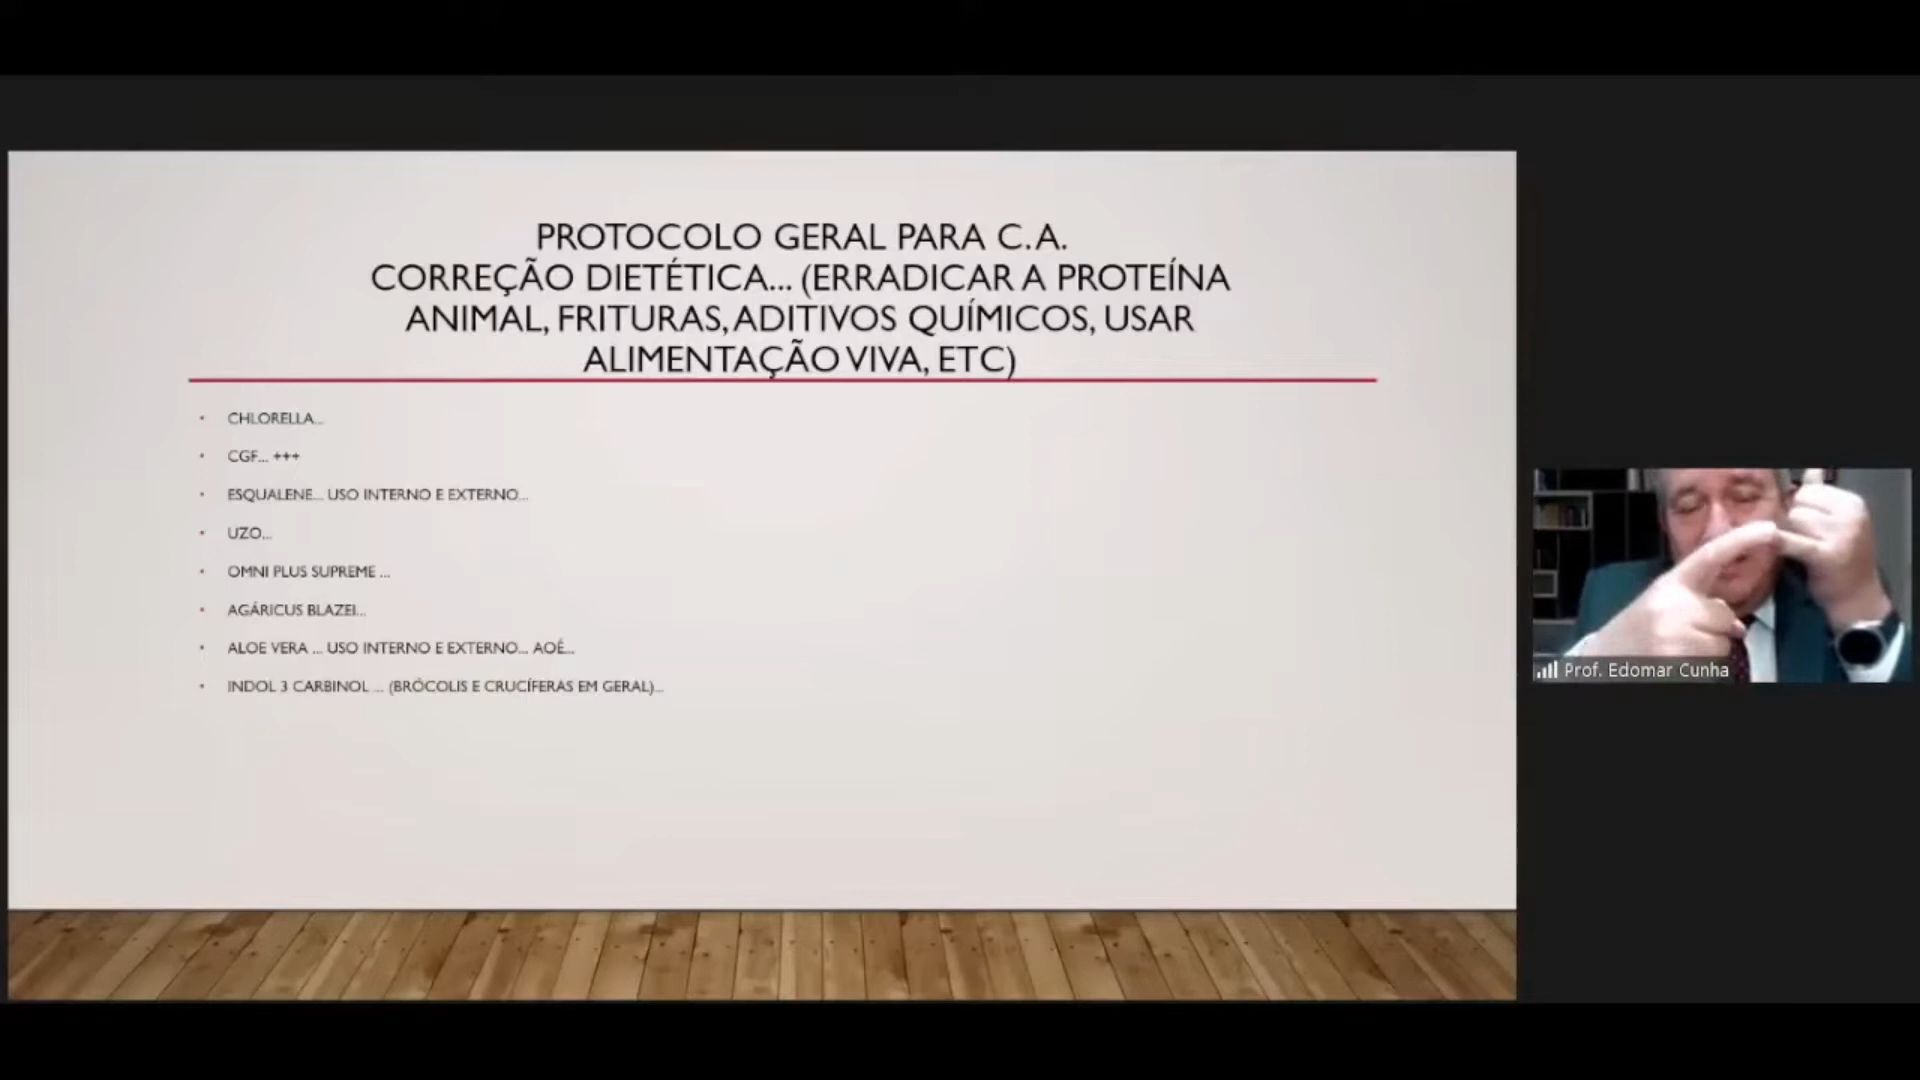 PROTOCOLO GERAL PARA C.A.
CORREÇÃO DIETÉTICA... (ERRADICAR A PROTEÍNA
ANIMAL, FRITURAS, ADITIVOS QUÍMICOS, USAR
ALIMENTAÇÃO VIVA, ETC)
• CHLORELLA...
• CGF... +++
• ESQUALENE... USO INTERNO E EXTERNO...
• UZO...
• OMNI PLUS SUPREME ...
• AGÁRICUS BLAZEI...
• ALOE VERA ... USO INTERNO E EXTERNO... AOÉ...
• INDOL 3 CARBINOL ... (BRÓCOLIS E CRUCÍFERAS EM GERAL)...
Prof. Edomar Cunha